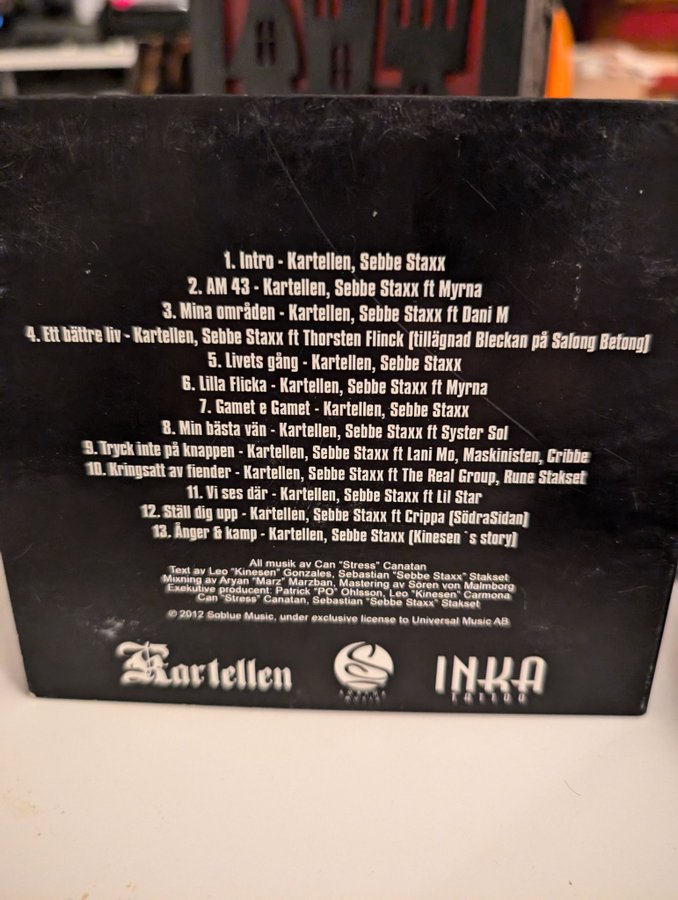 1. Intro - Kartellen, Sebbe Staxx
2. AM 43 - Kartellen, Sebbe Staxx ft Myrna
3. Mina områden - Kartellen, Sebbe Staxx ft Dani M
4. Ett bättre liv - Kartellen, Sebbe Staxx ft Thorsten Flinck (tillägnad Bleckan på Salong Betong)
5. Livets gång - Kartellen, Sebbe Staxx
6. Lilla Flicka - Kartellen, Sebbe Staxx ft Myrna
7. Gamet e Gamet - Kartellen, Sebbe Staxx
8. Min bästa vän - Kartellen, Sebbe Staxx ft Syster Sol
9. Tryck inte på knappen - Kartellen, Sebbe Staxx ft Lani Mo, Maskinisten, Cribbe
10. Kringsatt av fiender - Kartellen, Sebbe Staxx ft The Real Group, Rune Stakset
11. Vi ses där - Kartellen, Sebbe Staxx ft Lil Star
12. Ställ dig upp - Kartellen, Sebbe Staxx ft Crippa (SödraSidan)
13. Ånger & kamp - Kartellen, Sebbe Staxx (Kinesen´s story)
All musik av Can "Stress" Canatan
Text av Leo "Kinesen" Gonzales, Sebastian "Sebbe Staxx" Stakset
Mixning av Aryan "Marz" Marzban, Mastering av Sören von Malmborg
Exekutive producent: Patrick "PO" Ohlsson, Leo "Kinesen" Carmona
Can "Stress" Canatan, Sebastian "Sebbe Staxx" Stakset
℗ 2012 Soblue Music, under exclusive license to Universal Music AB
Kartellen
INKA
TATTOO